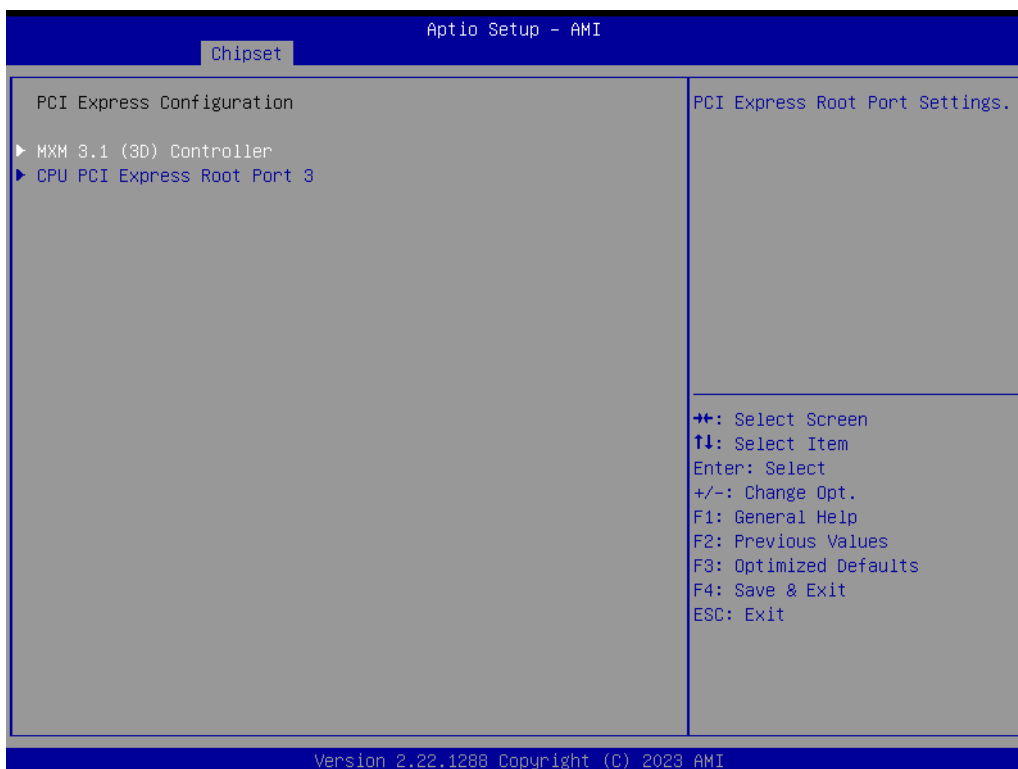 Aptio Setup – AMI
Chipset
PCI Express Configuration
▶ MXM 3.1 (3D) Controller
▶ CPU PCI Express Root Port 3
PCI Express Root Port Settings.
→←: Select Screen
↑↓: Select Item
Enter: Select
+/-: Change Opt.
F1: General Help
F2: Previous Values
F3: Optimized Defaults
F4: Save & Exit
ESC: Exit
Version 2.22.1288 Copyright (C) 2023 AMI